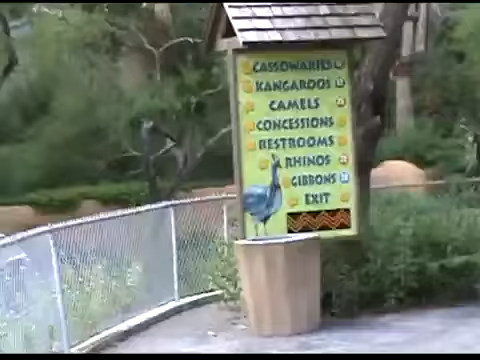 CASSOWARIES
KANGAROOS
CAMELS
CONCESSIONS
RESTROOMS
RHINOS
GIBBONS
EXIT